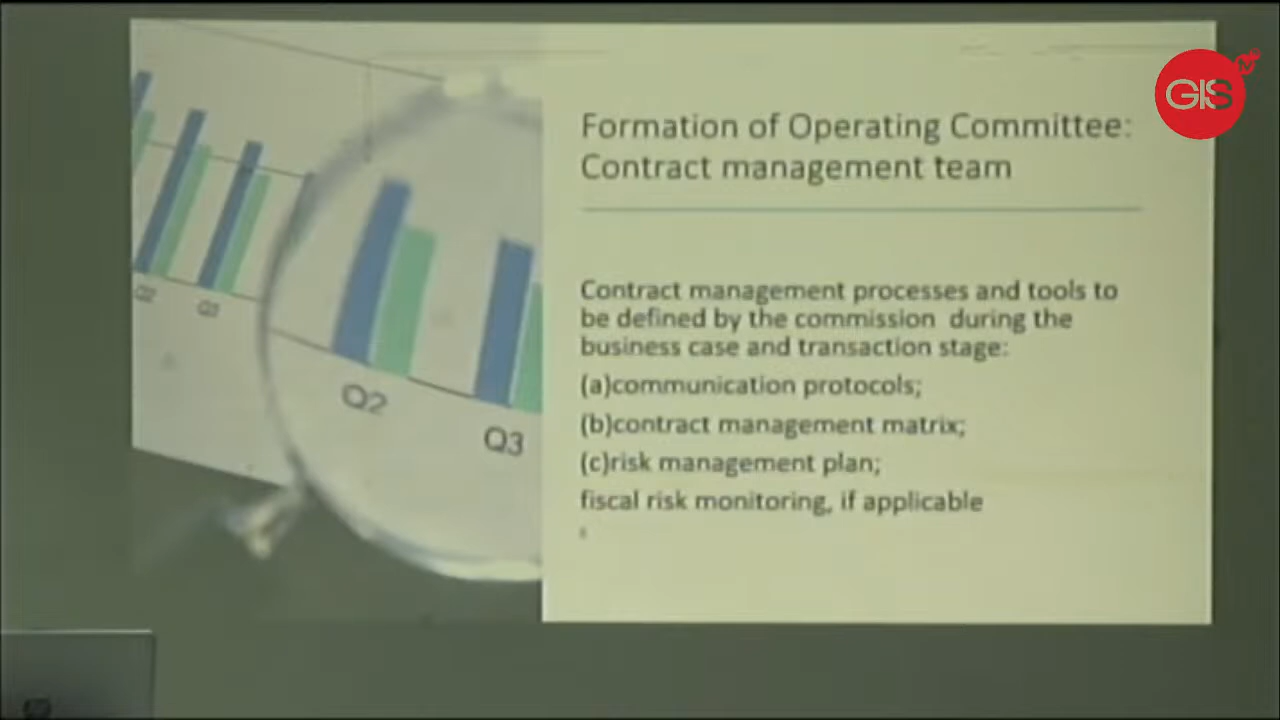 GIS
TV
Formation of Operating Committee:
Contract management team
Contract management processes and tools to
be defined by the commission during the
business case and transaction stage:
(a)communication protocols;
(b)contract management matrix;
(c)risk management plan;
fiscal risk monitoring, if applicable
Q2
Q3
hp